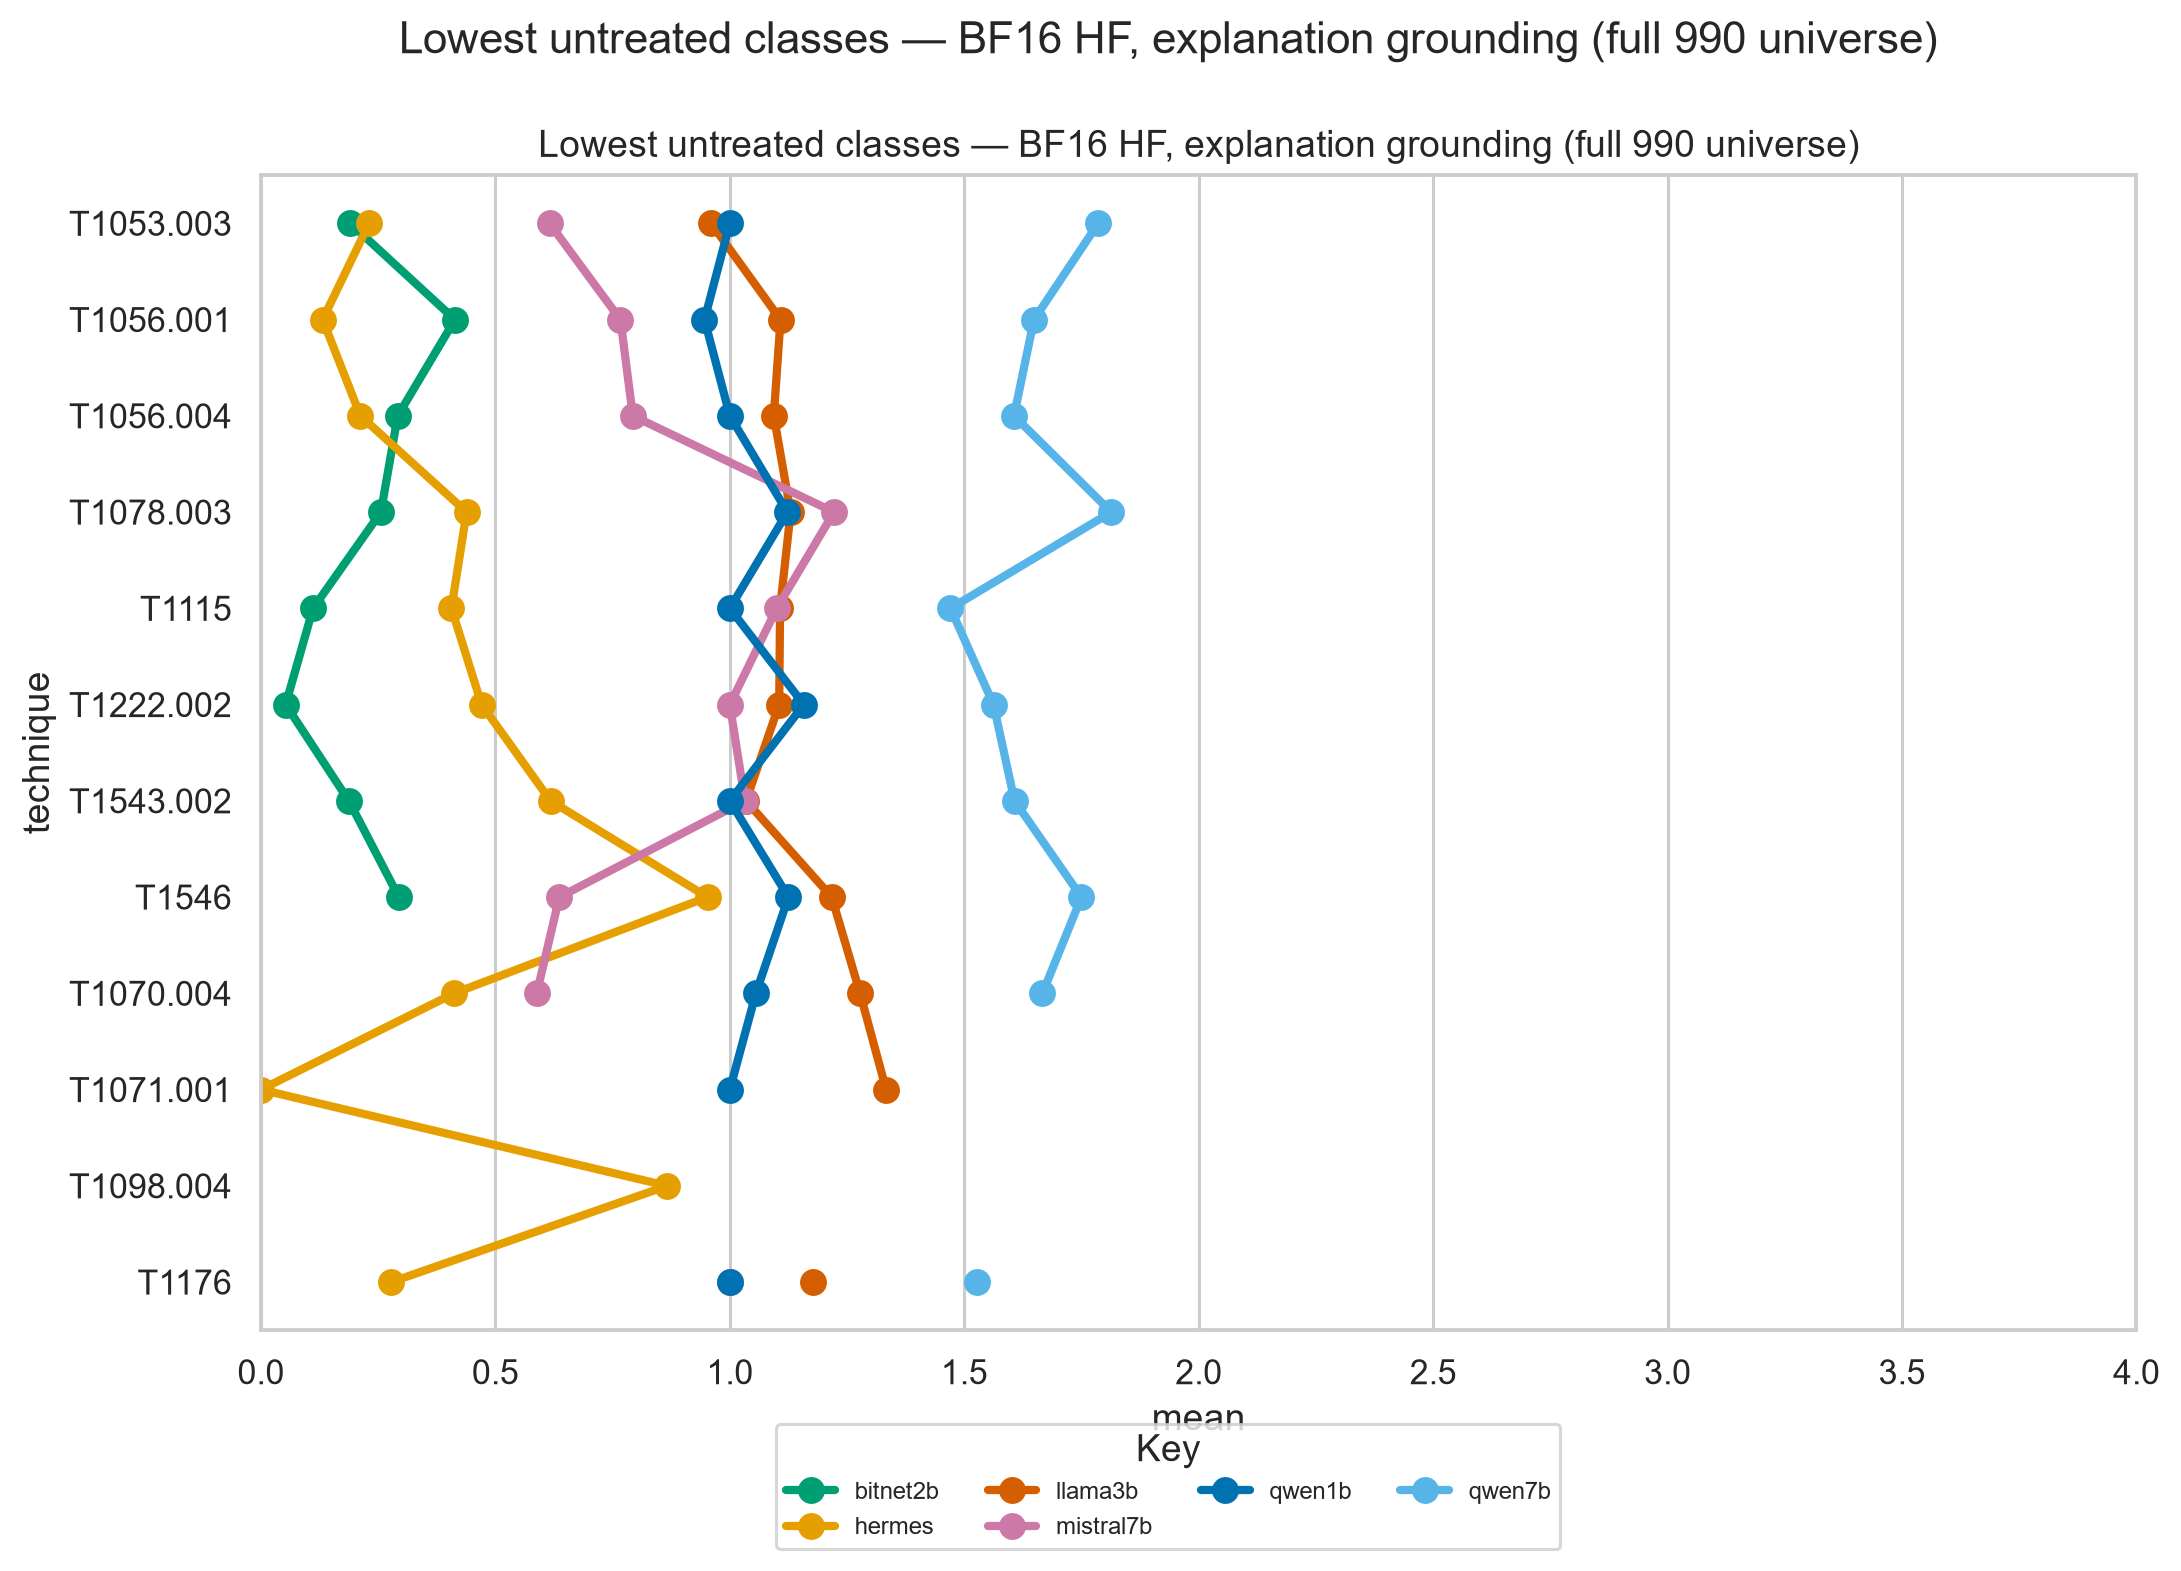 Lowest untreated classes — BF16 HF, explanation grounding (full 990 universe)
Lowest untreated classes — BF16 HF, explanation grounding (full 990 universe)
technique
T1053.003
T1056.001
T1056.004
T1078.003
T1115
T1222.002
T1543.002
T1546
T1070.004
T1071.001
T1098.004
T1176
0.0 0.5 1.0 1.5 2.0 2.5 3.0 3.5 4.0
mean
Key
bitnet2b llama3b qwen1b qwen7b
hermes mistral7b